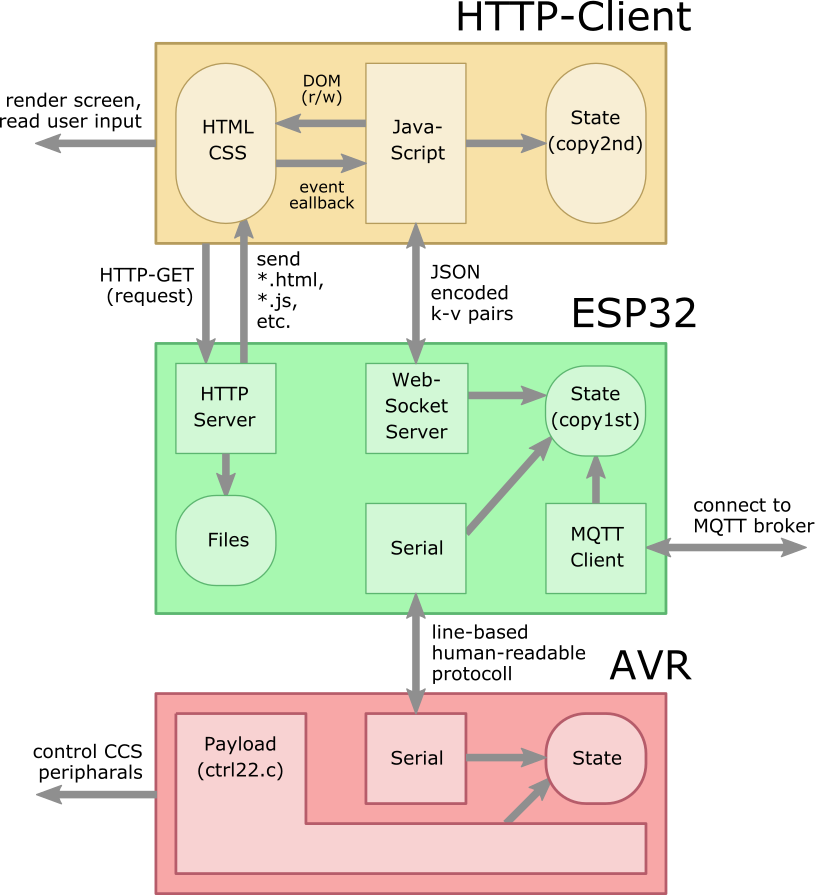 HTTP-Client
render screen,
read user input
HTML
CSS
DOM
(r/w)
event
eallback
Java-
Script
State
(copy2nd)
HTTP-GET
(request)
send
*.html,
*.js,
etc.
JSON
encoded
k-v pairs
ESP32
HTTP
Server
Web-
Socket
Server
State
(copy1st)
Files
Serial
MQTT
Client
connect to
MQTT broker
line-based
human-readable
protocoll
AVR
control CCS
peripharals
Payload
(ctrl22.c)
Serial
State